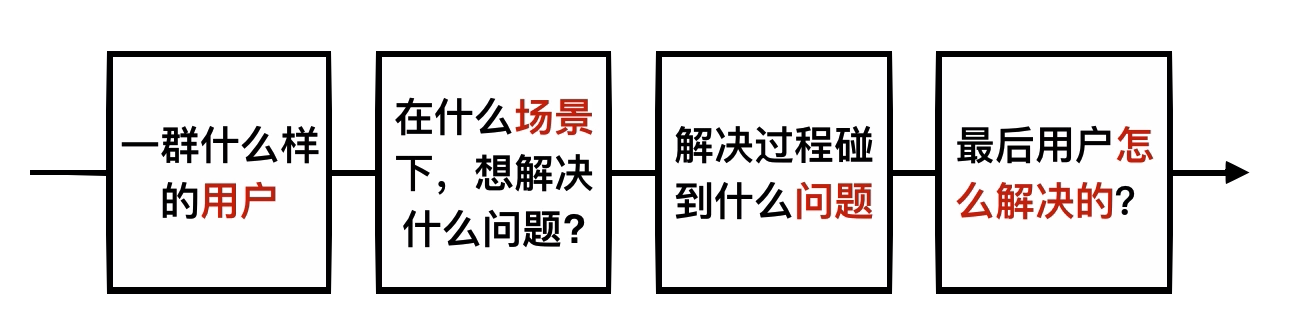 一群什么样
的用户
在什么场景
下，想解决
什么问题?
解决过程碰
到什么问题
最后用户怎
么解决的?